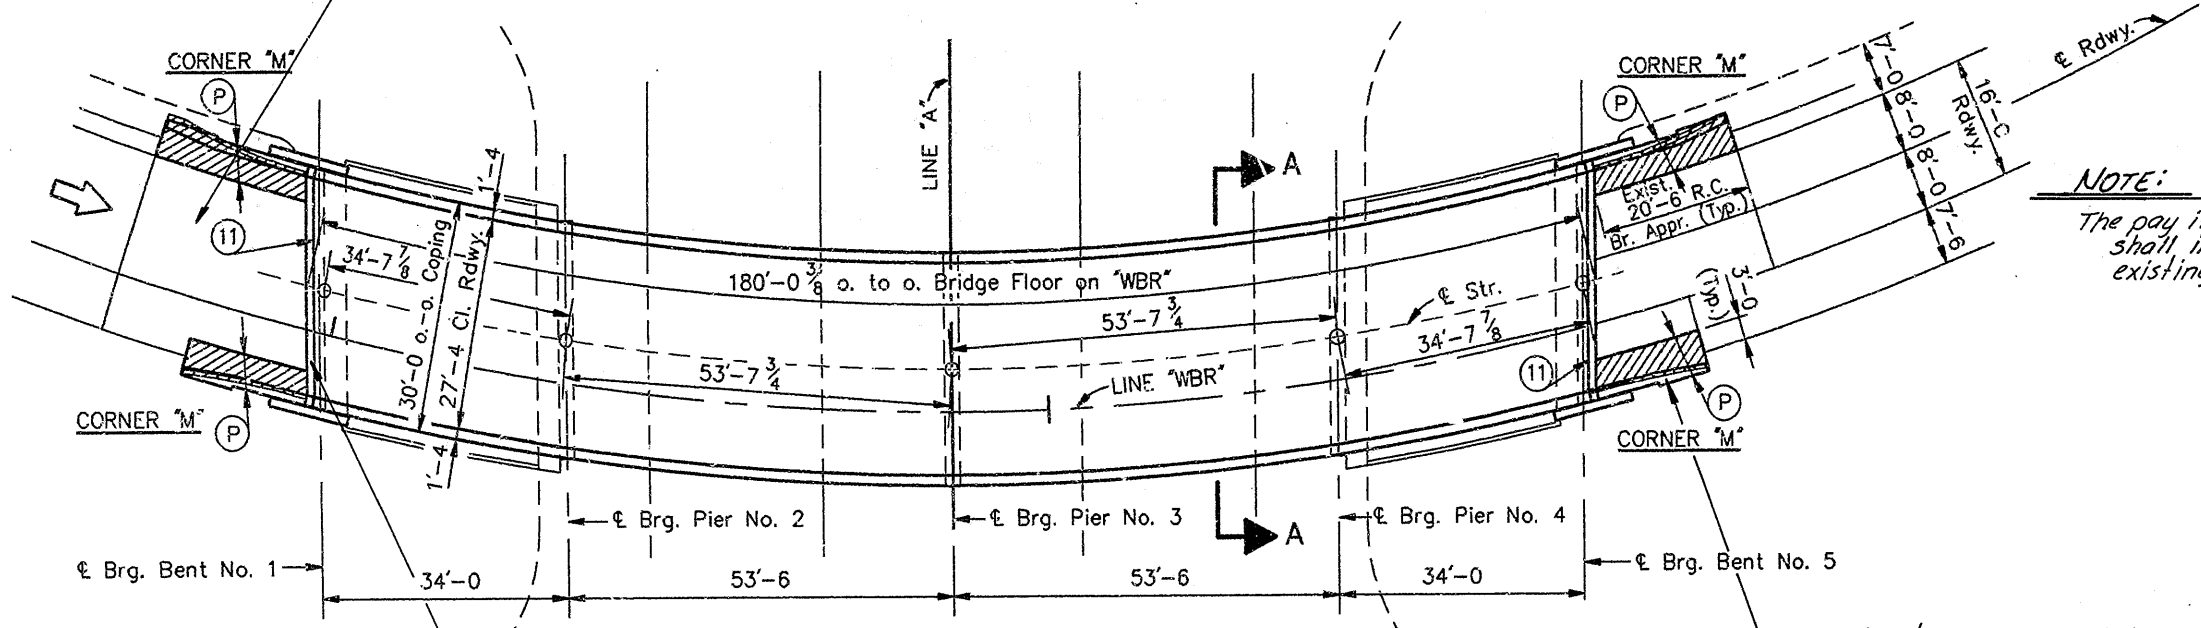 CORNER "M"
P
11
34'-7 7/8
30'-0 o.-o. Coping
27'-4 Cl. Rdwy.
1'-4
1'-4
CORNER "M"
P
LINE "A"
180'-0 3/8 o. to o. Bridge Floor on "WBR"
53'-7 3/4
53'-7 3/4
LINE "WBR"
℄ Str.
34'-7 7/8
A
A
CORNER "M"
P
Exist.
20'-6 R.C.
Br. Appr. (Typ.)
11
3'-0
(Typ.)
P
CORNER "M"
7'-0
8'-0
8'-0
7'-6
16'-0
Rdwy.
℄ Rdwy.
NOTE:
The pay
shall
existing
℄ Brg. Pier No. 2
℄ Brg. Pier No. 3
℄ Brg. Pier No. 4
℄ Brg. Bent No. 1
℄ Brg. Bent No. 5
34'-0
53'-6
53'-6
34'-0